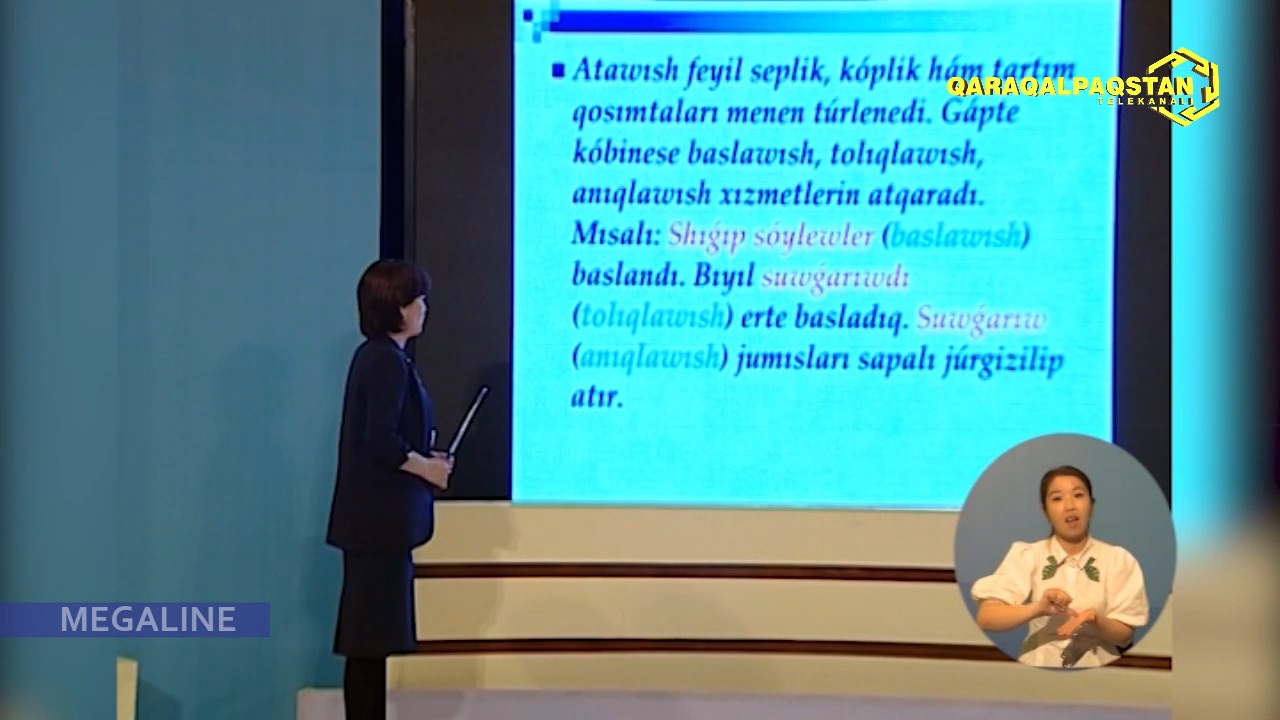 Atawısh feyil seplik, kóplik hám tartım
qosımtaları menen túrlenedi. Gápte
kóbinese baslawısh, tolıqlawısh,
anıqlawısh xızmetlerin atqaradı.
Mısalı: Shıǵıp sóylewler (baslawısh)
baslandı. Bıyıl suwǵarıwdı
(tolıqlawısh) erte basladıq. Suwǵarıw
(anıqlawısh) jumısları sapalı júrgizilip
atır.
QARAQALPAQSTAN
TELEKANALI
MEGALINE